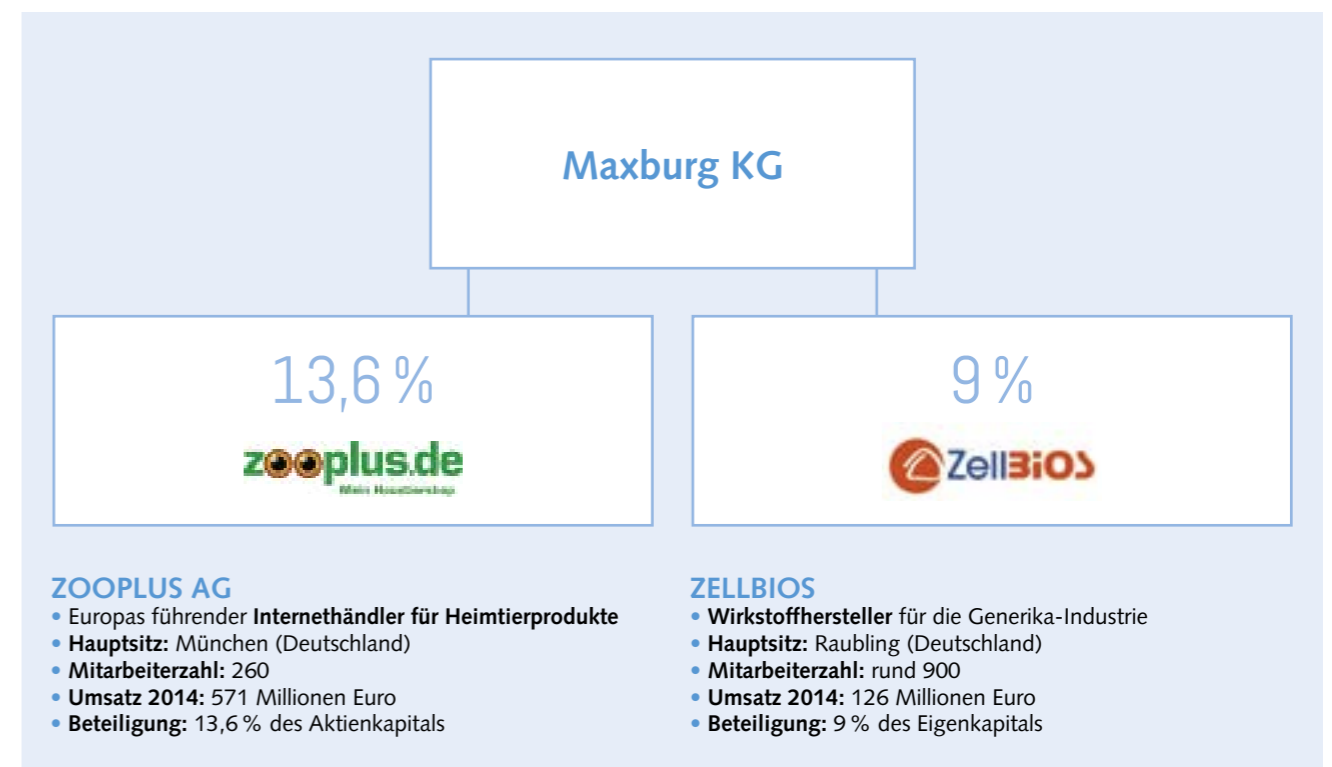 Maxburg KG
13,6 %
zooplus.de
Mein Haustiershop
9 %
ZellBiOS
ZOOPLUS AG
• Europas führender Internethändler für Heimtierprodukte
• Hauptsitz: München (Deutschland)
• Mitarbeiterzahl: 260
• Umsatz 2014: 571 Millionen Euro
• Beteiligung: 13,6 % des Aktienkapitals
ZELLBIOS
• Wirkstoffhersteller für die Generika-Industrie
• Hauptsitz: Raubling (Deutschland)
• Mitarbeiterzahl: rund 900
• Umsatz 2014: 126 Millionen Euro
• Beteiligung: 9 % des Eigenkapitals